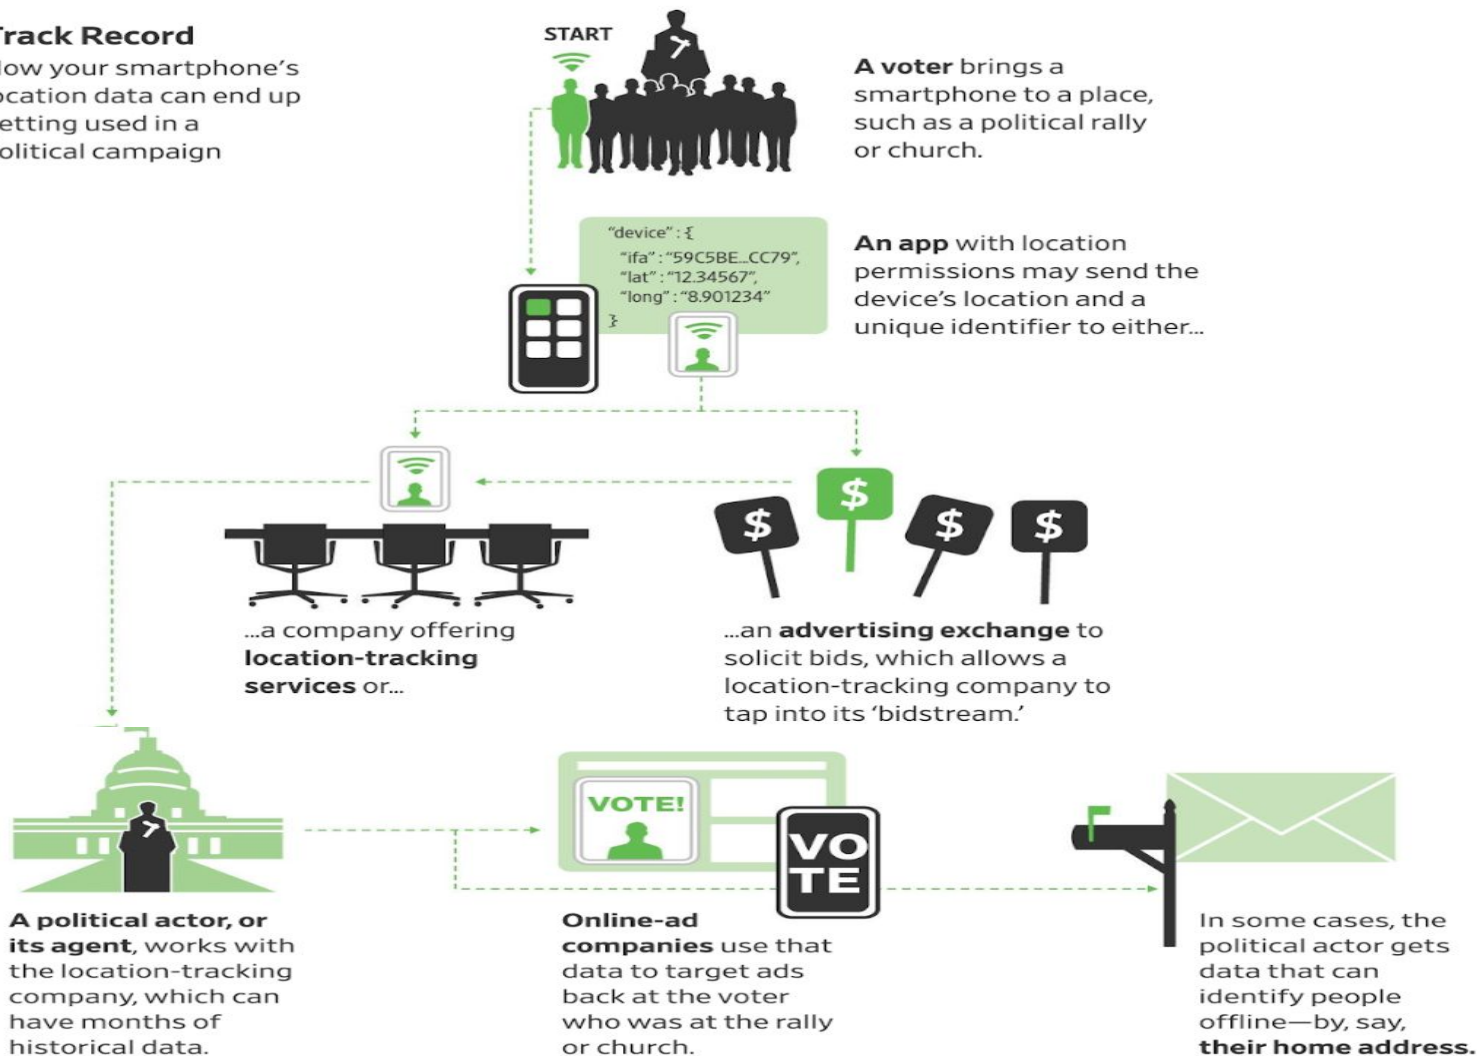 Track Record
How your smartphone's
location data can end up
getting used in a
political campaign
START
A voter brings a
smartphone to a place,
such as a political rally
or church.
"device" : {
"ifa" : "59C5BE...CC79",
"lat" : "12.34567",
"long" : "8.901234"
}
An app with location
permissions may send the
device's location and a
unique identifier to either...
$
$
$
$
...a company offering
location-tracking
services or...
...an advertising exchange to
solicit bids, which allows a
location-tracking company to
tap into its 'bidstream.'
VOTE!
VO
TE
A political actor, or
its agent, works with
the location-tracking
company, which can
have months of
historical data.
Online-ad
companies use that
data to target ads
back at the voter
who was at the rally
or church.
In some cases, the
political actor gets
data that can
identify people
offline—by, say,
their home address.